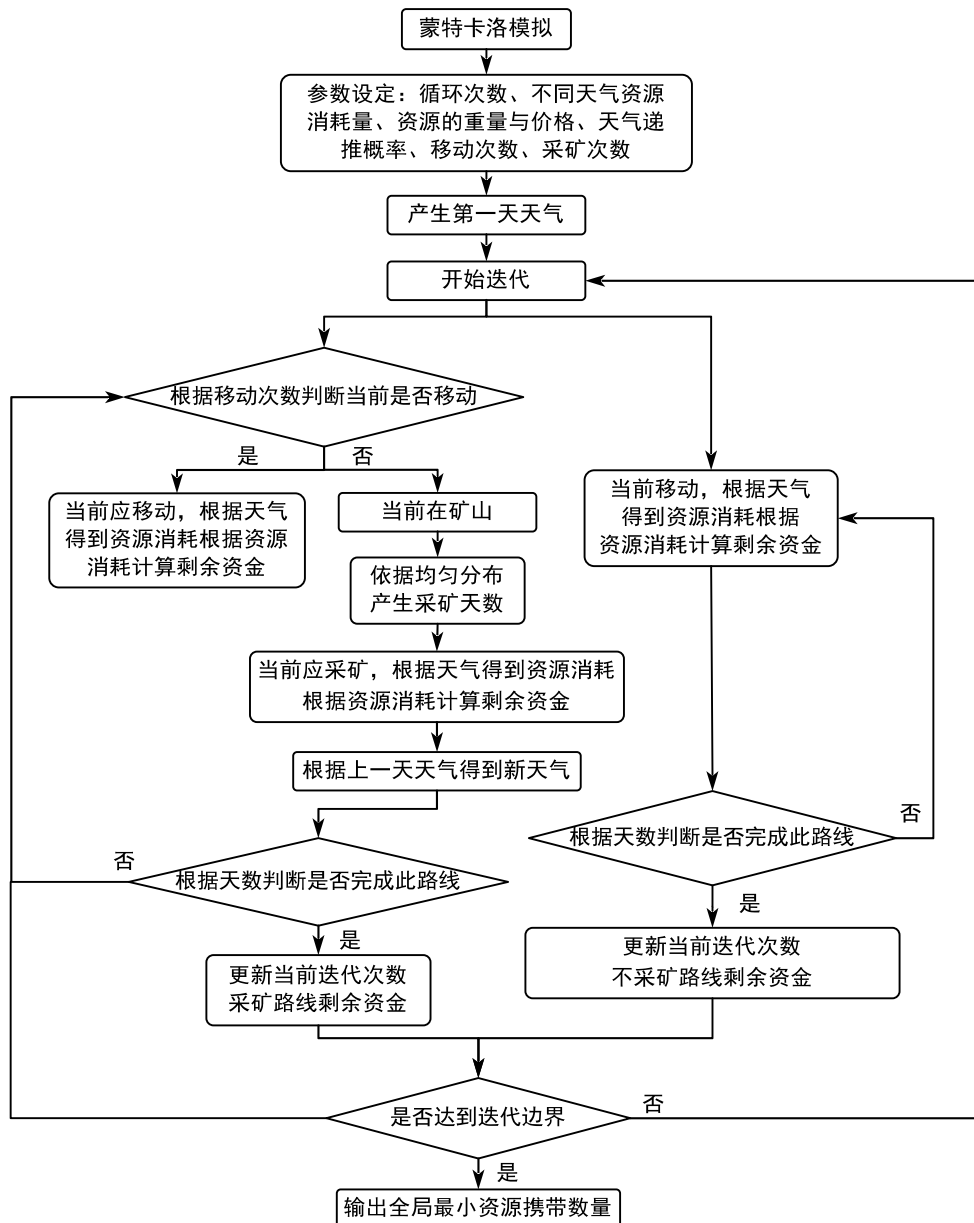 蒙特卡洛模拟
参数设定：循环次数、不同天气资源
消耗量、资源的重量与价格、天气递
推概率、移动次数、采矿次数
产生第一天天气
开始迭代
根据移动次数判断当前是否移动
是
否
当前应移动，根据天气
得到资源消耗根据资源
消耗计算剩余资金
当前在矿山
依据均匀分布
产生采矿天数
当前应采矿，根据天气得到资源消耗
根据资源消耗计算剩余资金
根据上一天天气得到新天气
否
根据天数判断是否完成此路线
是
更新当前迭代次数
采矿路线剩余资金
当前移动，根据天气
得到资源消耗根据
资源消耗计算剩余资金
否
根据天数判断是否完成此路线
是
更新当前迭代次数
不采矿路线剩余资金
是否达到迭代边界
否
是
输出全局最小资源携带数量